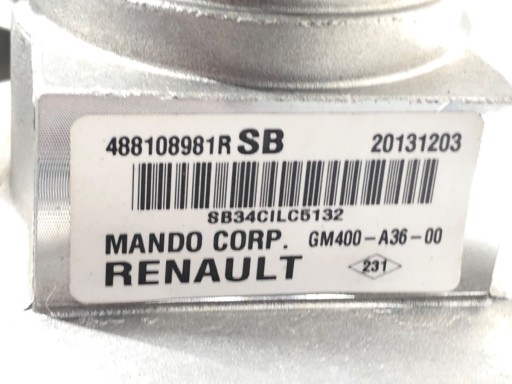 488108981R SB 20131203
SB34CILC5132
MANDO CORP. GM400-A36-00
RENAULT 231